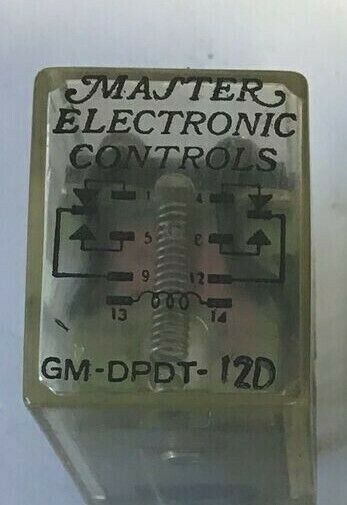 MASTER
ELECTRONIC
CONTROLS
1 4
5 8
9 12
13 14
GM-DPDT-12D